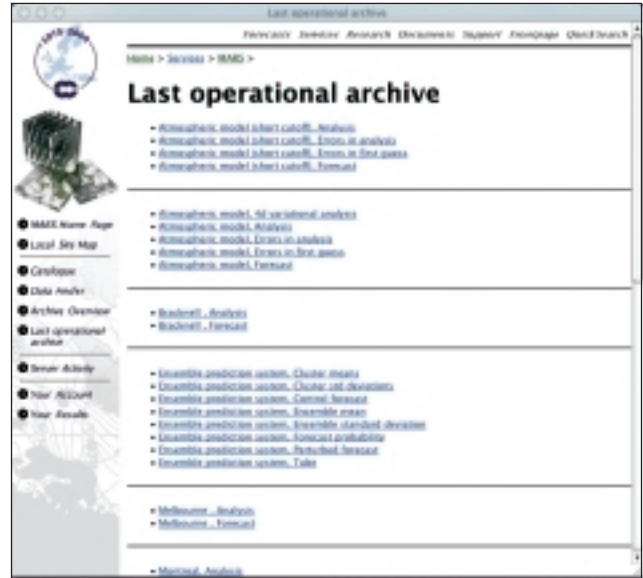 Last operational archive
Forecasts Services Research Documents Support Frontpage QuickSearch
Home > Services > MARS >
Last operational archive
Atmospheric model (short cutoff), Analysis
Atmospheric model (short cutoff), Errors in analysis
Atmospheric model (short cutoff), Errors in first guess
Atmospheric model (short cutoff), Forecast
Atmospheric model, 4d variational analysis
Atmospheric model, Analysis
Atmospheric model, Errors in analysis
Atmospheric model, Errors in first guess
Atmospheric model, Forecast
Bracknell , Analysis
Bracknell , Forecast
Ensemble prediction system, Cluster means
Ensemble prediction system, Cluster std deviations
Ensemble prediction system, Control forecast
Ensemble prediction system, Ensemble mean
Ensemble prediction system, Ensemble standard deviation
Ensemble prediction system, Forecast probability
Ensemble prediction system, Perturbed forecast
Ensemble prediction system, Tube
Melbourne , Analysis
Melbourne , Forecast
Montreal, Analysis
MARS Home Page
Local Site Map
Catalogue
Data Finder
Archive Overview
Last operational
archive
Server Activity
Your Account
Your Results